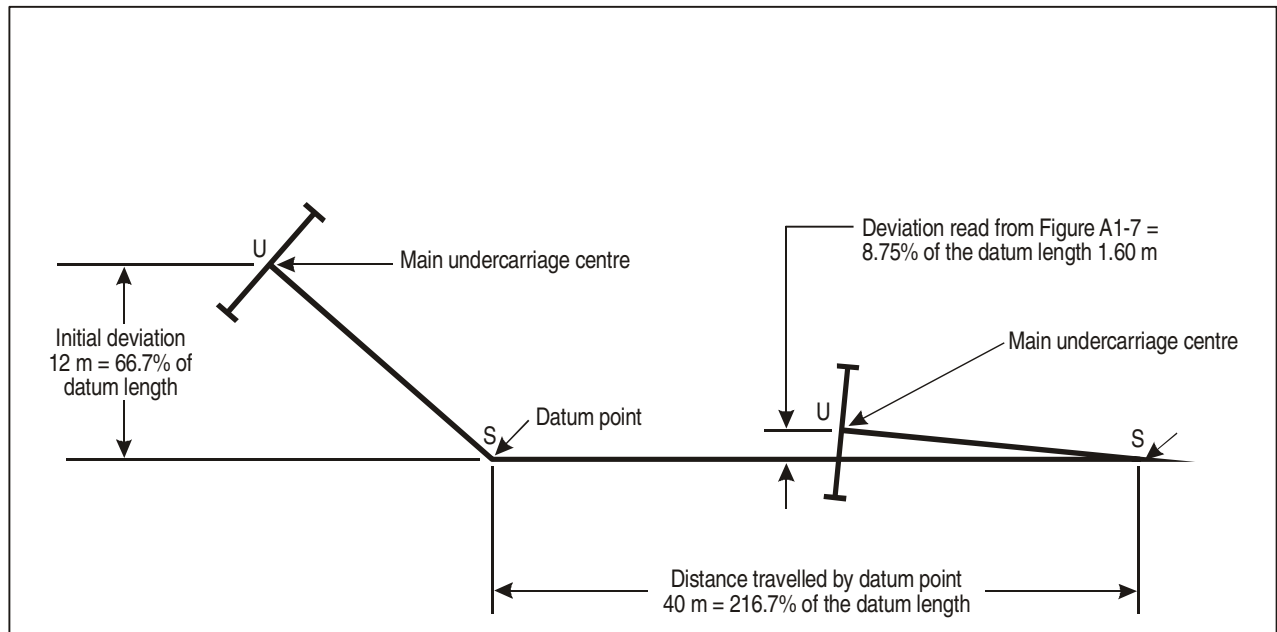 U
Main undercarriage centre
Initial deviation
12 m = 66.7% of
datum length
S
Datum point
Deviation read from Figure A1-7 =
8.75% of the datum length 1.60 m
Main undercarriage centre
U
S
Distance travelled by datum point
40 m = 216.7% of the datum length